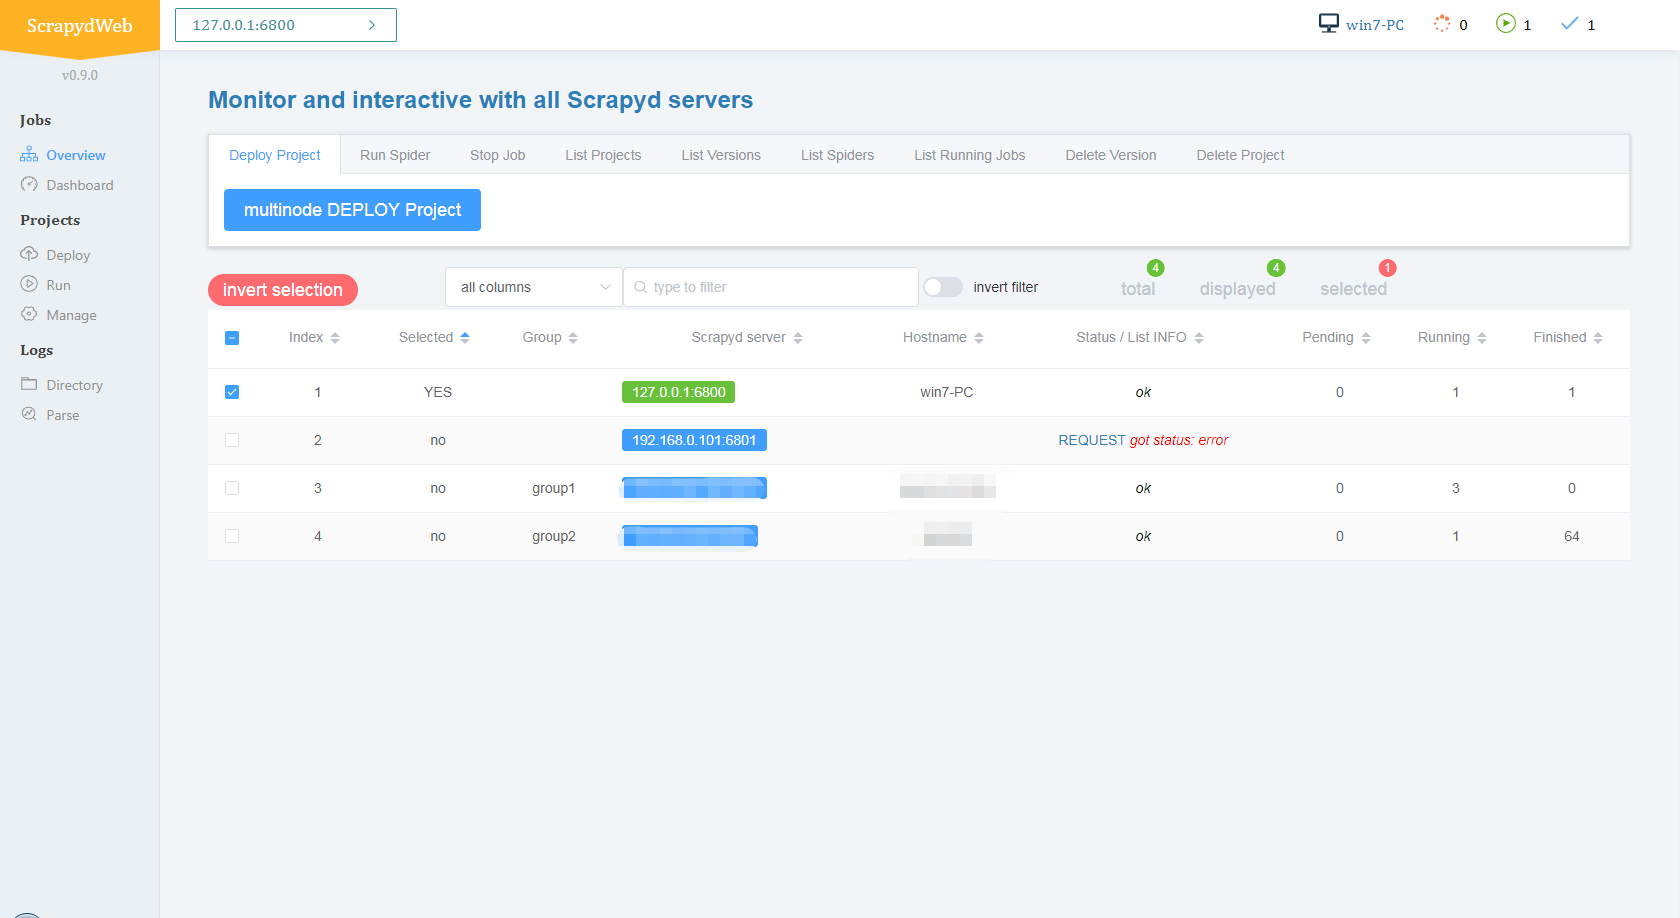 ScrapydWeb
127.0.0.1:6800
win7-PC 0 1 1
v0.9.0
Jobs
Overview
Dashboard
Projects
Deploy
Run
Manage
Logs
Directory
Parse
Monitor and interactive with all Scrapyd servers
Deploy Project Run Spider Stop Job List Projects List Versions List Spiders List Running Jobs Delete Version Delete Project
multinode DEPLOY Project
invert selection all columns type to filter invert filter total 4 displayed 4 selected 1
Index Selected Group Scrapyd server Hostname Status / List INFO Pending Running Finished
1 YES 127.0.0.1:6800 win7-PC ok 0 1 1
2 no 192.168.0.101:6801 REQUEST got status: error
3 no group1 ok 0 3 0
4 no group2 ok 0 1 64